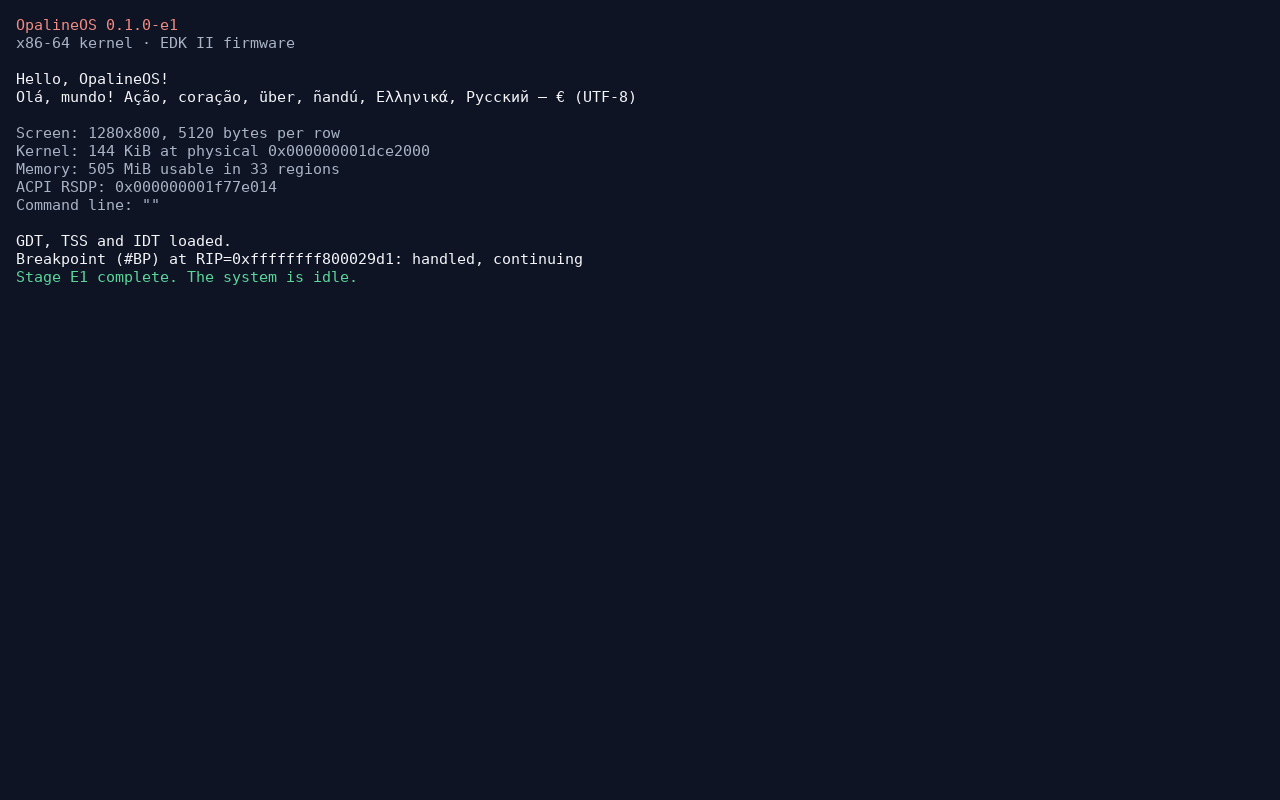 OpalineOS 0.1.0-e1
x86-64 kernel · EDK II firmware
Hello, OpalineOS!
Olá, mundo! Ação, coração, über, ñandú, Ελληνικά, Русский — € (UTF-8)
Screen: 1280x800, 5120 bytes per row
Kernel: 144 KiB at physical 0x000000001dce2000
Memory: 505 MiB usable in 33 regions
ACPI RSDP: 0x000000001f77e014
Command line: ""
GDT, TSS and IDT loaded.
Breakpoint (#BP) at RIP=0xffffffff800029d1: handled, continuing
Stage E1 complete. The system is idle.